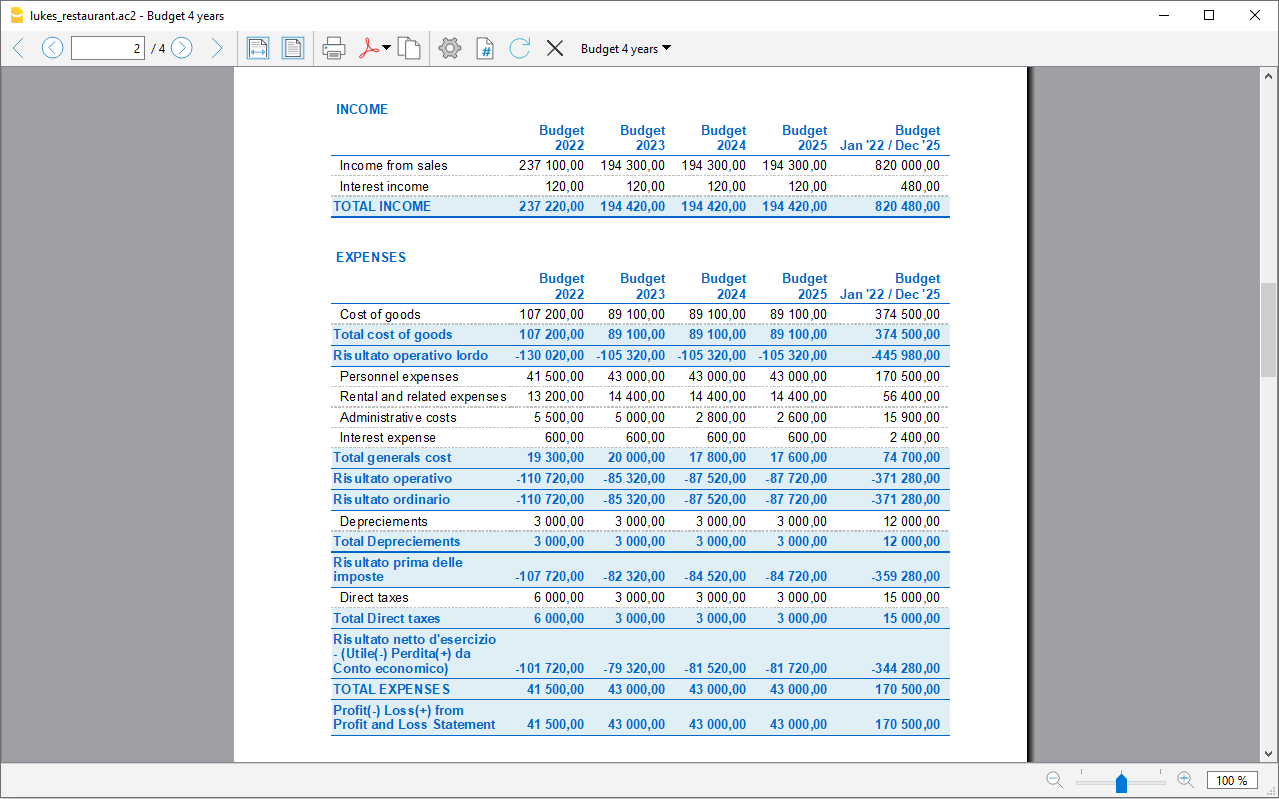 lukes_restaurant.ac2 - Budget 4 years
2 / 4 Budget 4 years
INCOME
Budget Budget Budget Budget Budget
2022 2023 2024 2025 Jan '22 / Dec '25
Income from sales 237 100,00 194 300,00 194 300,00 194 300,00 820 000,00
Interest income 120,00 120,00 120,00 120,00 480,00
TOTAL INCOME 237 220,00 194 420,00 194 420,00 194 420,00 820 480,00
EXPENSES
Budget Budget Budget Budget Budget
2022 2023 2024 2025 Jan '22 / Dec '25
Cost of goods 107 200,00 89 100,00 89 100,00 89 100,00 374 500,00
Total cost of goods 107 200,00 89 100,00 89 100,00 89 100,00 374 500,00
Risultato operativo lordo -130 020,00 -105 320,00 -105 320,00 -105 320,00 -445 980,00
Personnel expenses 41 500,00 43 000,00 43 000,00 43 000,00 170 500,00
Rental and related expenses 13 200,00 14 400,00 14 400,00 14 400,00 56 400,00
Administrative costs 5 500,00 5 000,00 2 800,00 2 600,00 15 900,00
Interest expense 600,00 600,00 600,00 600,00 2 400,00
Total generals cost 19 300,00 20 000,00 17 800,00 17 600,00 74 700,00
Risultato operativo -110 720,00 -85 320,00 -87 520,00 -87 720,00 -371 280,00
Risultato ordinario -110 720,00 -85 320,00 -87 520,00 -87 720,00 -371 280,00
Depreciements 3 000,00 3 000,00 3 000,00 3 000,00 12 000,00
Total Depreciements 3 000,00 3 000,00 3 000,00 3 000,00 12 000,00
Risultato prima delle
imposte -107 720,00 -82 320,00 -84 520,00 -84 720,00 -359 280,00
Direct taxes 6 000,00 3 000,00 3 000,00 3 000,00 15 000,00
Total Direct taxes 6 000,00 3 000,00 3 000,00 3 000,00 15 000,00
Risultato netto d'esercizio
- (Utile(-) Perdita(+) da
Conto economico) -101 720,00 -79 320,00 -81 520,00 -81 720,00 -344 280,00
TOTAL EXPENSES 41 500,00 43 000,00 43 000,00 43 000,00 170 500,00
Profit(-) Loss(+) from
Profit and Loss Statement 41 500,00 43 000,00 43 000,00 43 000,00 170 500,00
100 %